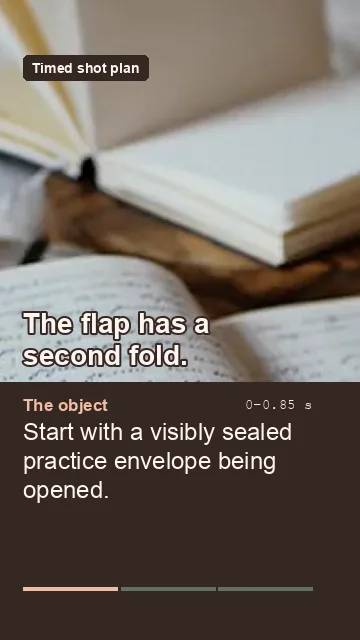 Timed shot plan
The flap has a
second fold.
The object
0–0.85 s
Start with a visibly sealed
practice envelope being
opened.